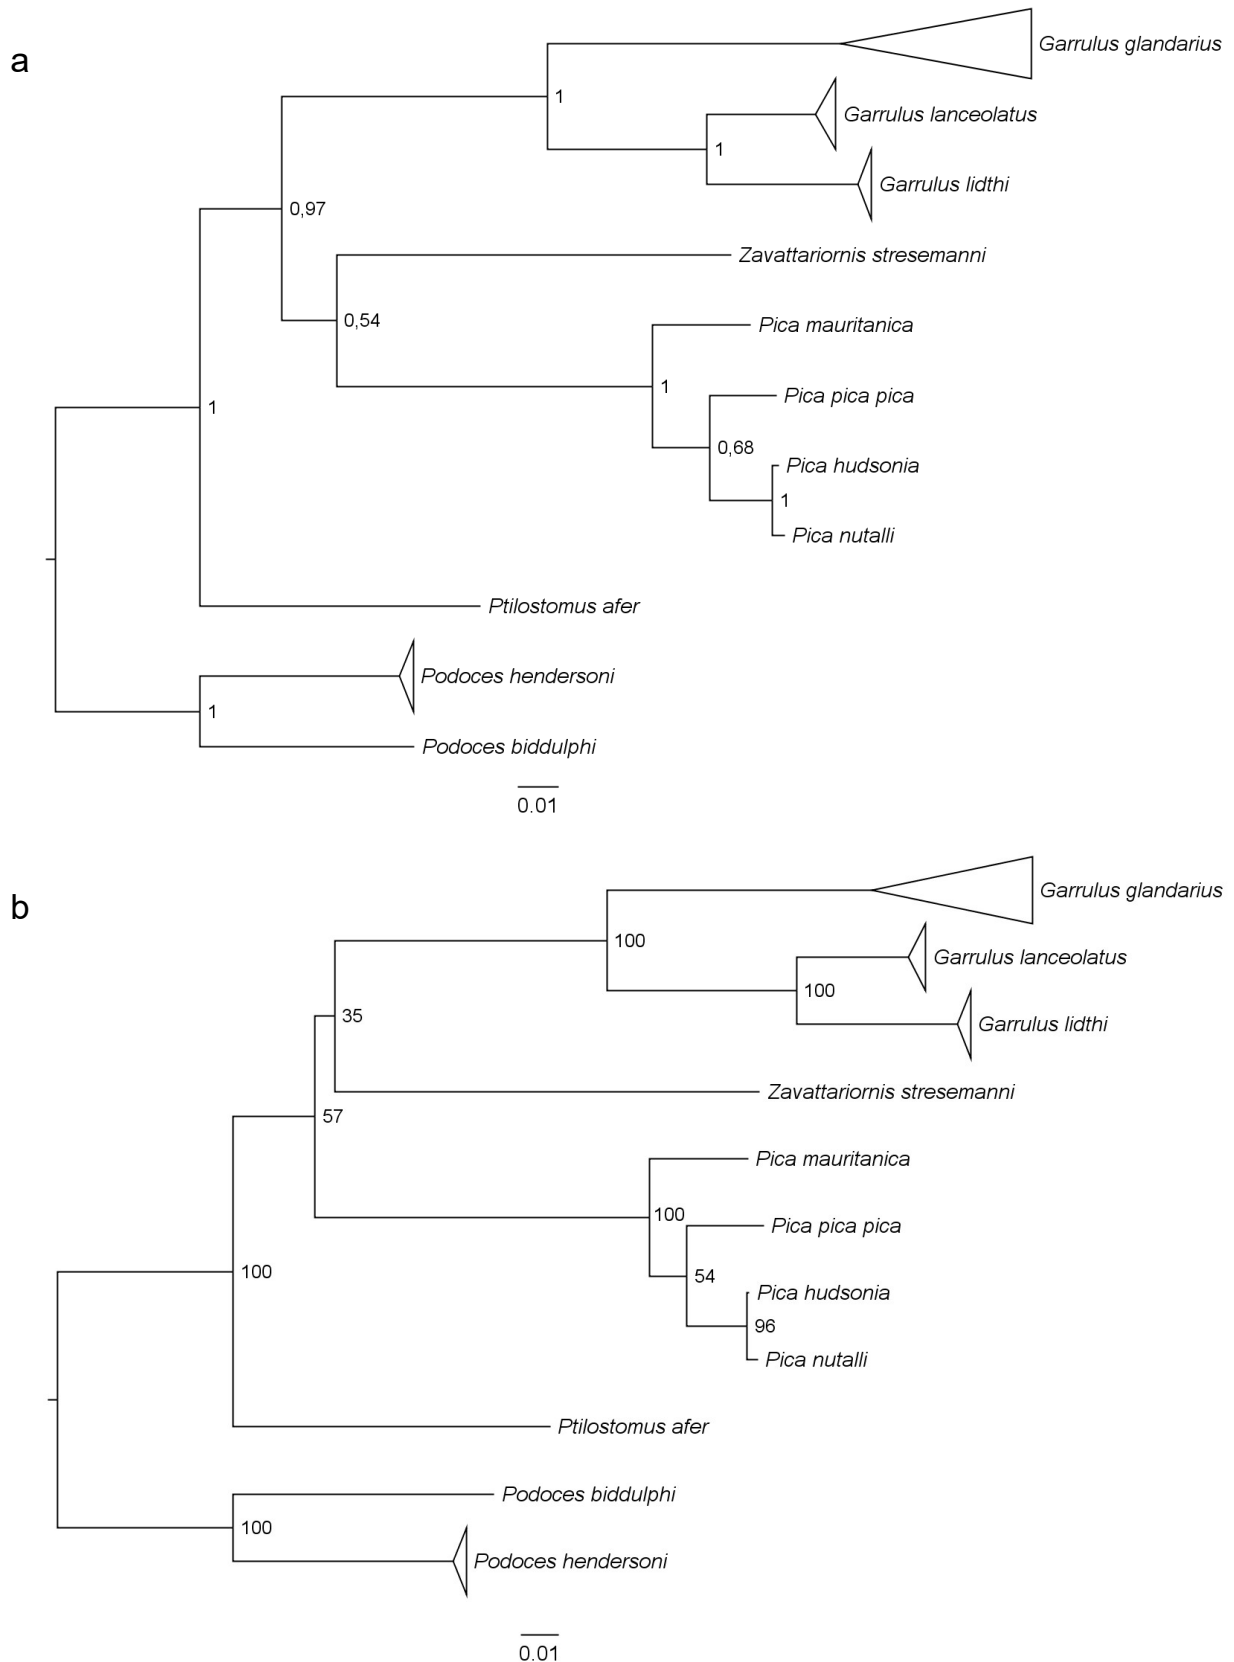 a
Garrulus glandarius
1
Garrulus lanceolatus
1
Garrulus lidthi
0,97
Zavattariornis stresemanni
0,54
Pica mauritanica
1
Pica pica pica
1
0,68
Pica hudsonia
1
Pica nutalli
Ptilostomus afer
Podoces hendersoni
1
Podoces biddulphi
0.01
b
Garrulus glandarius
100
Garrulus lanceolatus
100
Garrulus lidthi
35
Zavattariornis stresemanni
57
Pica mauritanica
100
Pica pica pica
100
54
Pica hudsonia
96
Pica nutalli
Ptilostomus afer
Podoces biddulphi
100
Podoces hendersoni
0.01